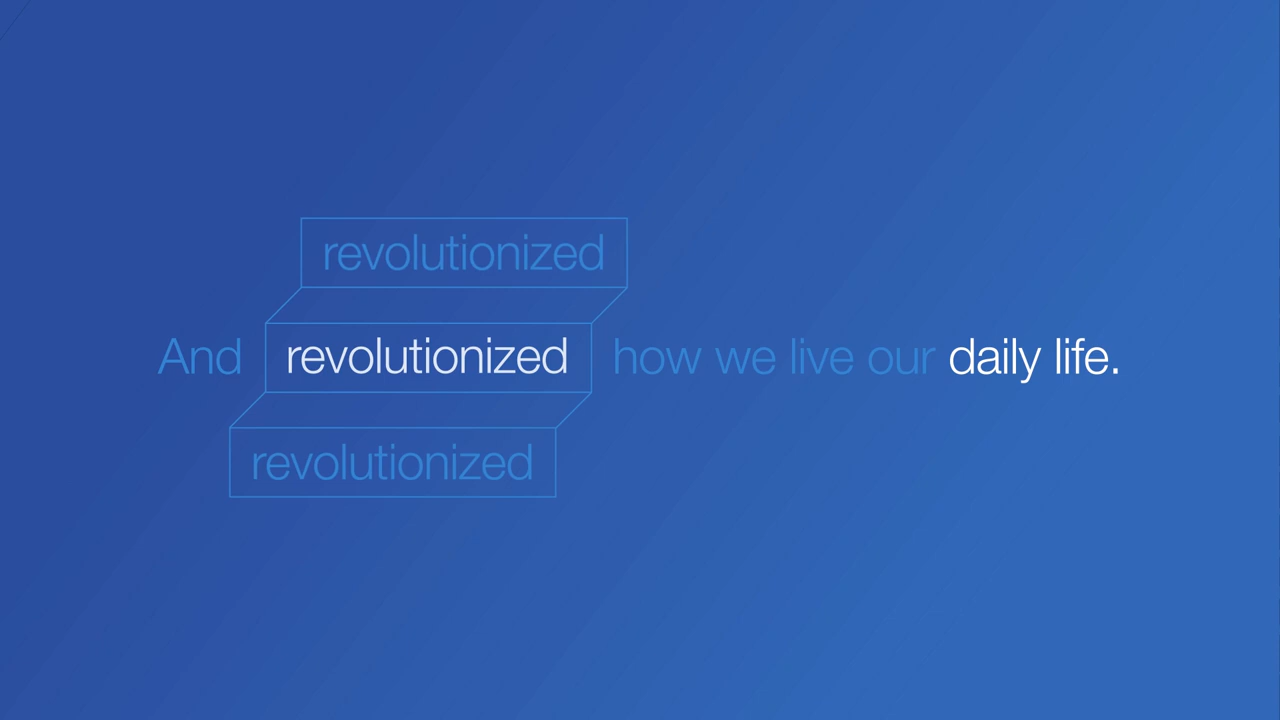 revolutionized
And revolutionized how we live our daily life.
revolutionized